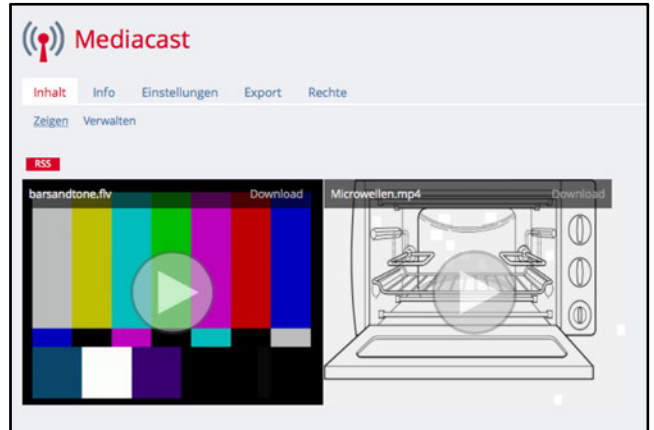 Mediacast
Inhalt Info Einstellungen Export Rechte
Zeigen Verwalten
RSS
barsandtone.flv Download Microwellen.mp4 Download